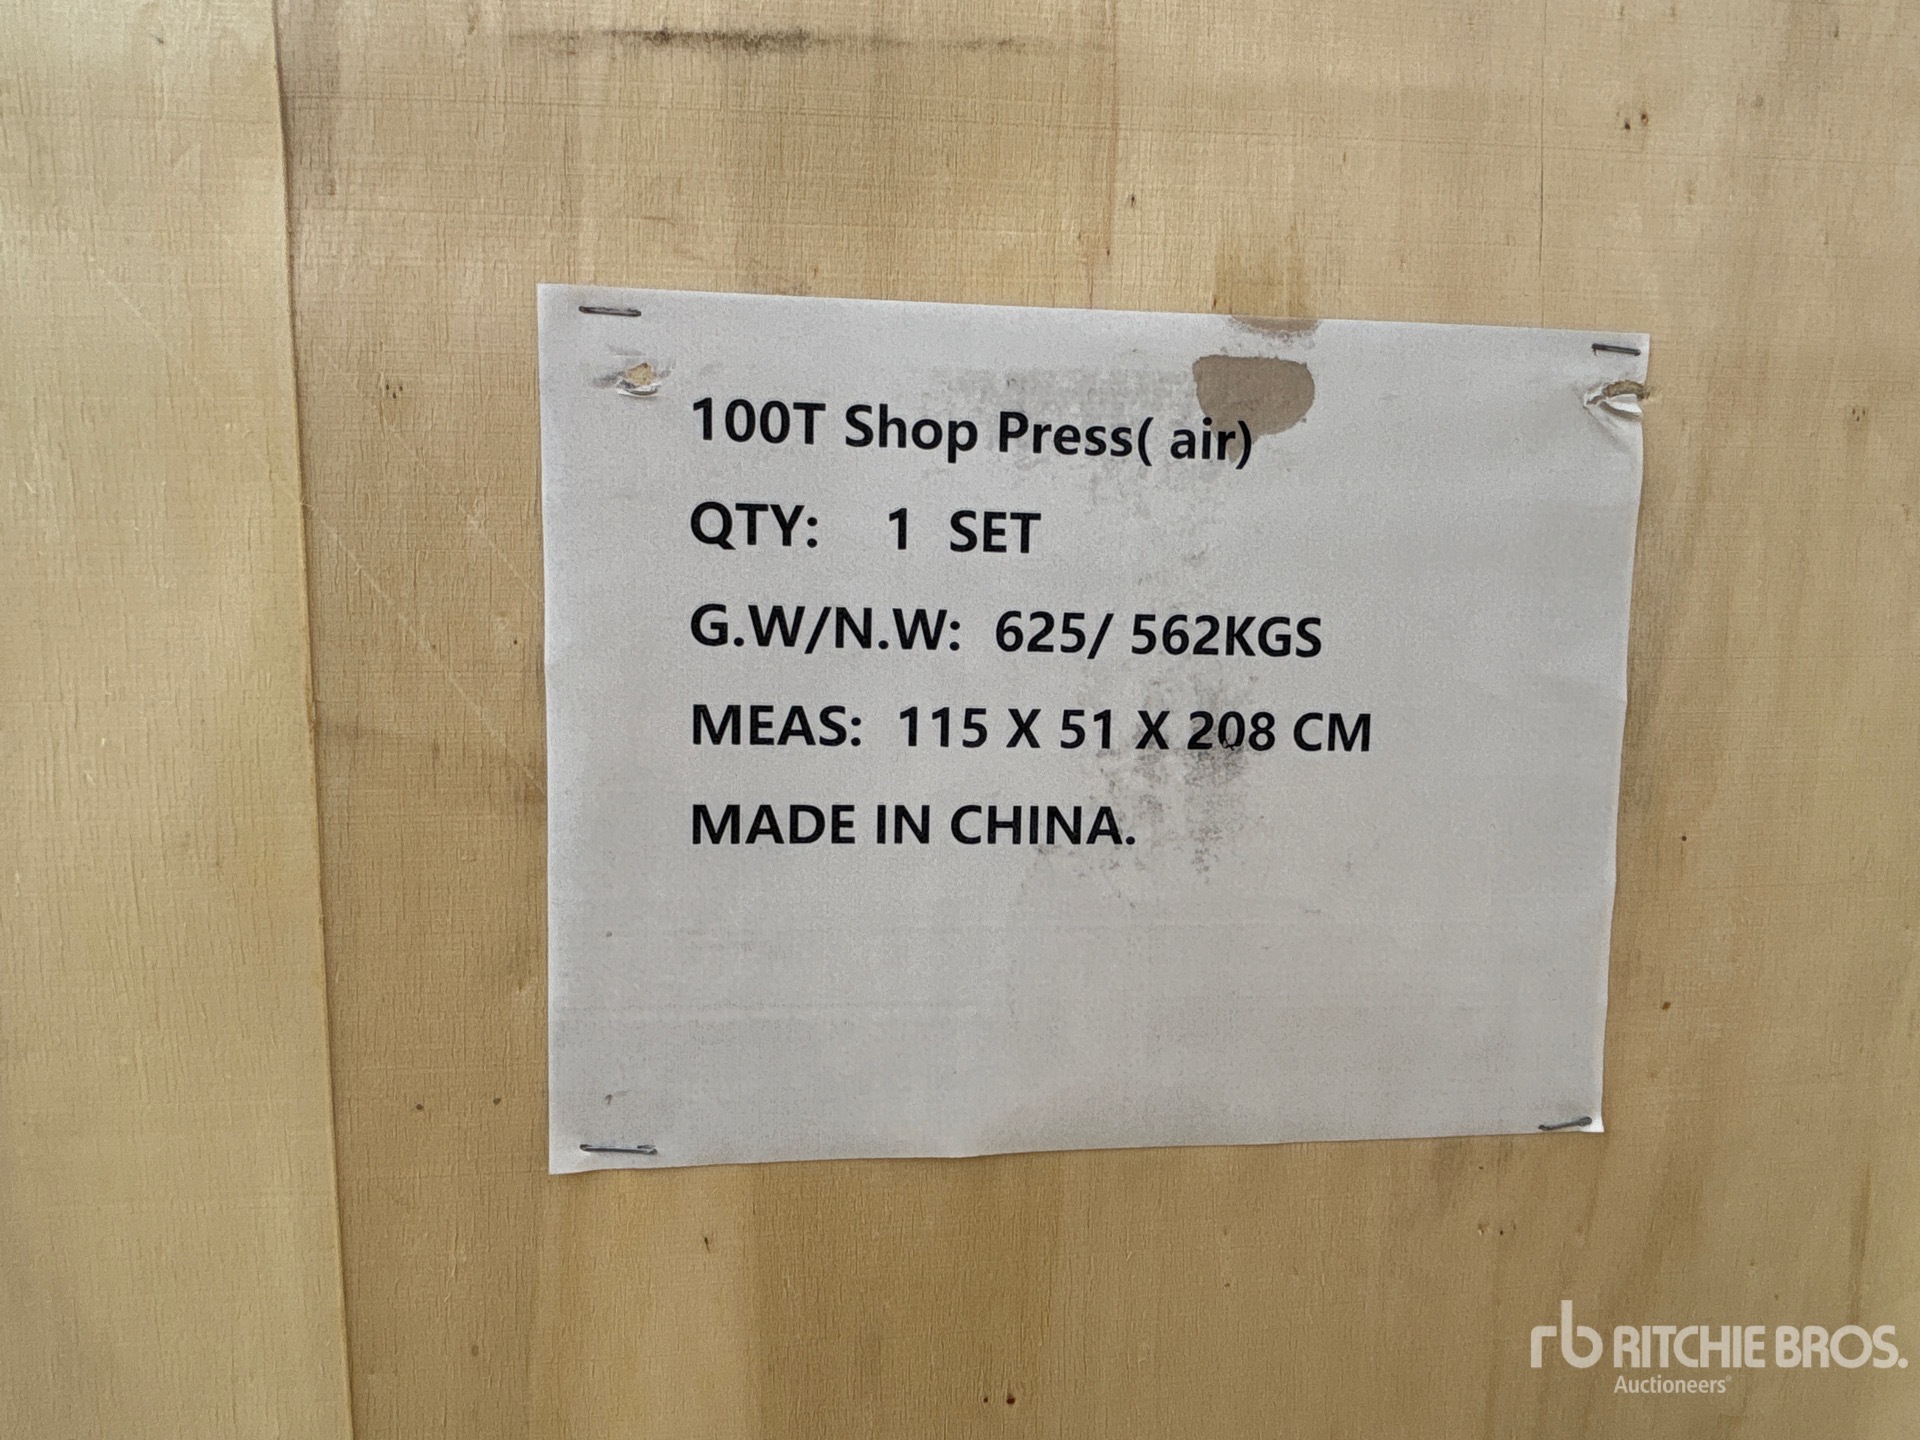 100T Shop Press( air)
QTY: 1 SET
G.W/N.W: 625/ 562KGS
MEAS: 115 X 51 X 208 CM
MADE IN CHINA.
rb RITCHIE BROS.
Auctioneers®